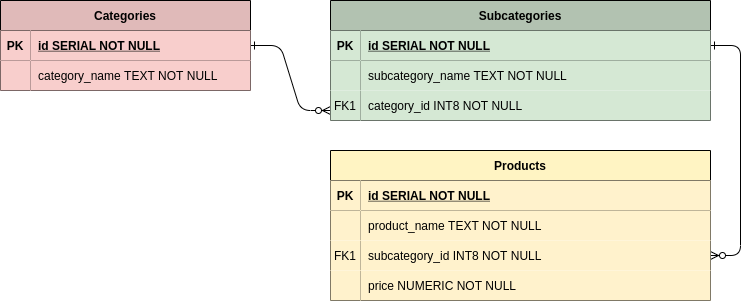 Categories
PK id SERIAL NOT NULL
category_name TEXT NOT NULL
Subcategories
PK id SERIAL NOT NULL
subcategory_name TEXT NOT NULL
FK1 category_id INT8 NOT NULL
Products
PK id SERIAL NOT NULL
product_name TEXT NOT NULL
FK1 subcategory_id INT8 NOT NULL
price NUMERIC NOT NULL